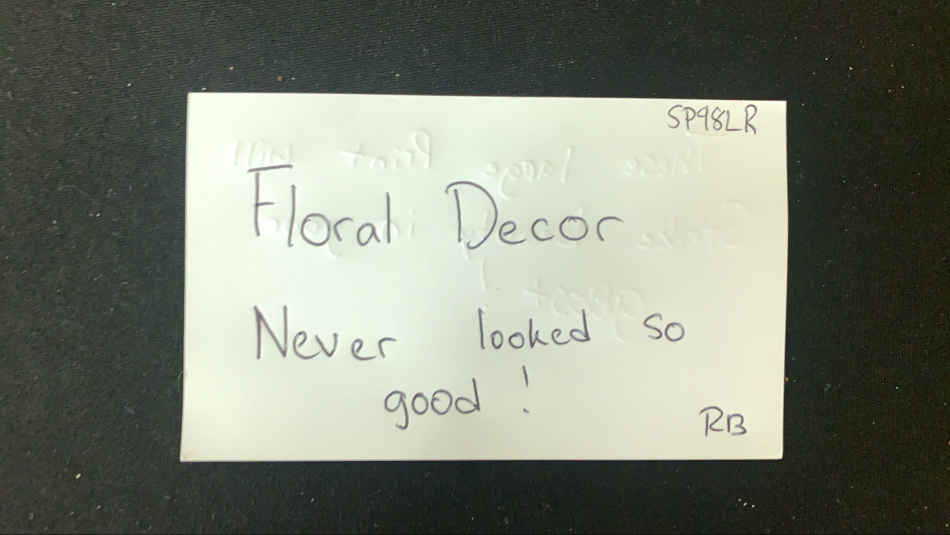 SP98LR
Floral Decor
Never looked so
good!
RB